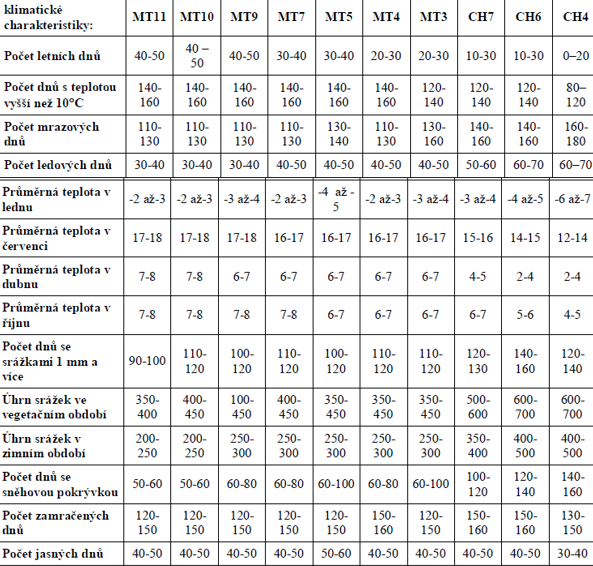 klimatické charakteristiky: MT11 MT10 MT9 MT7 MT5 MT4 MT3 CH7 CH6 CH4
Počet letních dnů 40-50 40 – 50 40-50 30-40 30-40 20-30 20-30 10-30 10-30 0–20
Počet dnů s teplotou vyšší než 10°C 140-160 140-160 140-160 140-160 140-160 140-160 120-140 120-140 120-140 80–120
Počet mrazových dnů 110-130 110-130 110-130 110-130 130-140 110-130 130-160 140-160 140-160 160-180
Počet ledových dnů 30-40 30-40 30-40 40-50 40-50 40-50 40-50 50-60 60-70 60–70
Průměrná teplota v lednu -2 až-3 -2 až-3 -3 až-4 -2 až-3 -4 až -5 -2 až-3 -3 až-4 -3 až-4 -4 až-5 -6 až-7
Průměrná teplota v červenci 17-18 17-18 17-18 16-17 16-17 16-17 16-17 15-16 14-15 12-14
Průměrná teplota v dubnu 7-8 7-8 6-7 6-7 6-7 6-7 6-7 4-5 2-4 2-4
Průměrná teplota v říjnu 7-8 7-8 7-8 7-8 6-7 6-7 6-7 6-7 5-6 4-5
Počet dnů se srážkami 1 mm a více 90-100 110-120 100-120 110-120 100-120 110-120 110-120 120-130 140-160 120-140
Úhrn srážek ve vegetačním období 350-400 400-450 100-450 400-450 350-450 350-450 350-450 500-600 600-700 600-700
Úhrn srážek v zimním období 200-250 200-250 250-300 250-300 250-300 250-300 350-400 350-400 400-500 400-500
Počet dnů se sněhovou pokrývkou 50-60 50-60 60-80 60-80 60-100 60-80 60-100 100-120 120-140 140-160
Počet zamračených dnů 120-150 120-150 120-150 120-150 120-150 150-160 120-150 150-160 150-160 130-150
Počet jasných dnů 40-50 40-50 40-50 40-50 50-60 40-50 40-50 40-50 40-50 30-40